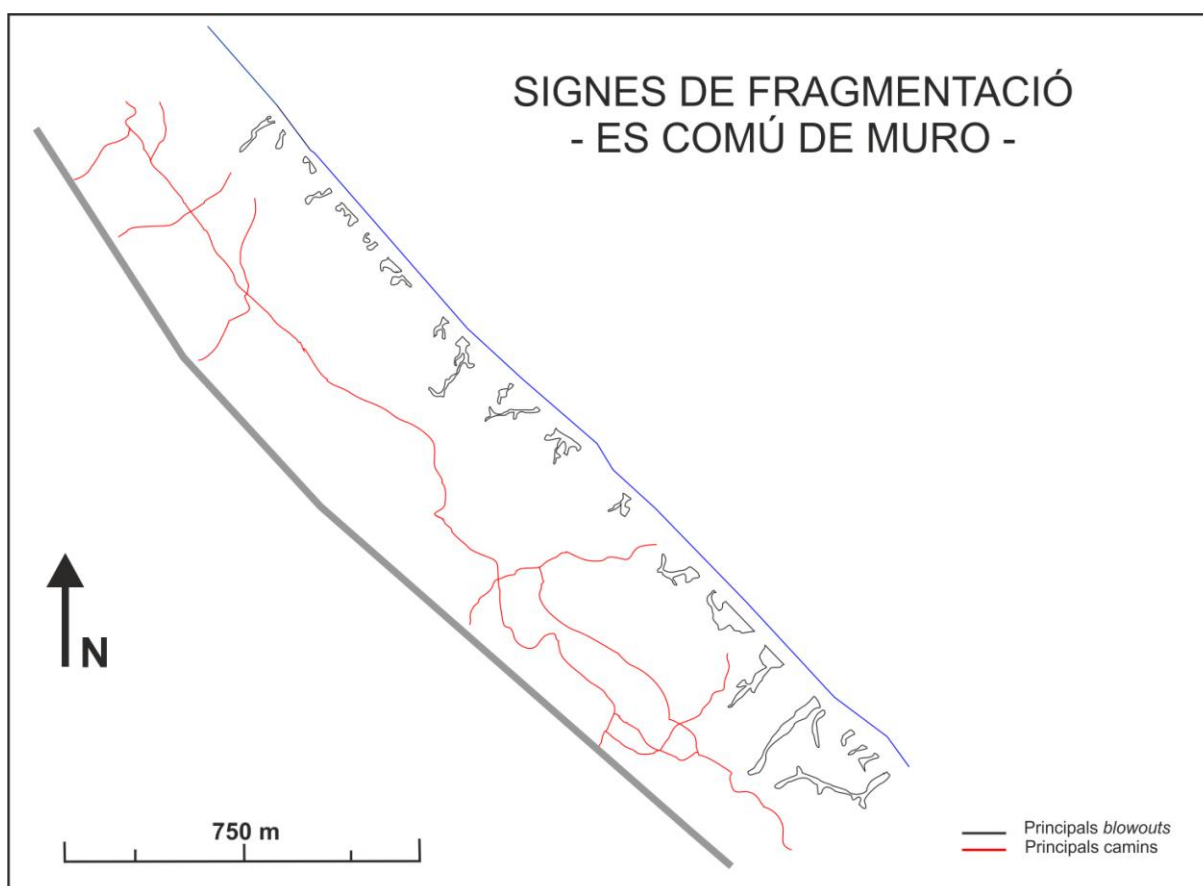 SIGNES DE FRAGMENTACIÓ
- ES COMÚ DE MURO -
N
750 m
Principals blowouts
Principals camins